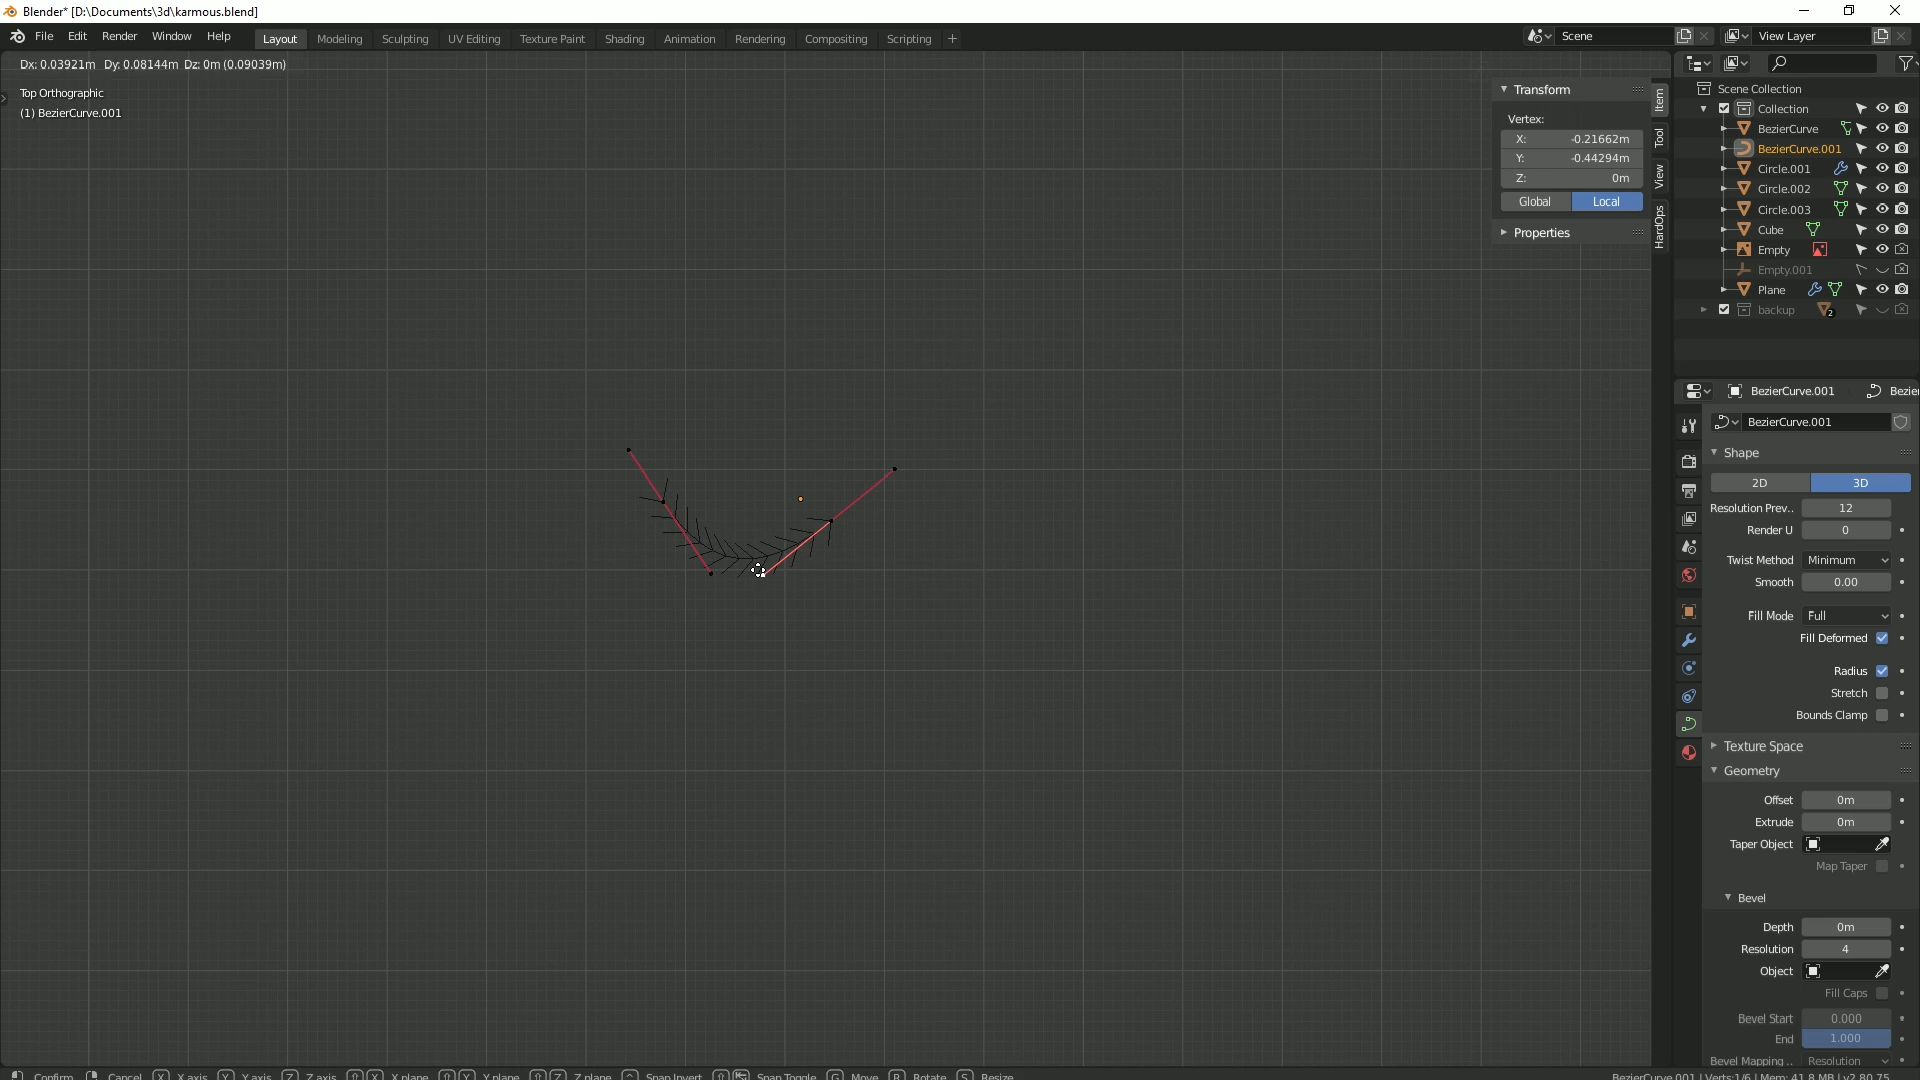 Blender* [D:\Documents\3d\karmous.blend]
File Edit Render Window Help
Layout Modeling Sculpting UV Editing Texture Paint Shading Animation Rendering Compositing Scripting +
Scene
View Layer
Dx: 0.03921m Dy: 0.08144m Dz: 0m (0.09039m)
Top Orthographic
(1) BezierCurve.001
Transform
Vertex:
X: -0.21662m
Y: -0.44294m
Z: 0m
Global Local
Properties
Item
Tool
View
HardOps
Scene Collection
Collection
BezierCurve
BezierCurve.001
Circle.001
Circle.002
Circle.003
Cube
Empty
Empty.001
Plane
backup 2
BezierCurve.001 Bezie
BezierCurve.001
Shape
2D 3D
Resolution Prev.. 12
Render U 0
Twist Method Minimum
Smooth 0.00
Fill Mode Full
Fill Deformed
Radius
Stretch
Bounds Clamp
Texture Space
Geometry
Offset 0m
Extrude 0m
Taper Object
Map Taper
Bevel
Depth 0m
Resolution 4
Object
Fill Caps
Bevel Start 0.000
End 1.000
Bevel Mapping .. Resolution
Confirm Cancel X X axis Y Y axis Z Z axis X X plane Y Y plane Z Z plane Snap Invert Snap Toggle G Move R Rotate S Resize
BezierCurve.001 | Verts:1/6 | Mem: 41.8 MB | v2.80.75